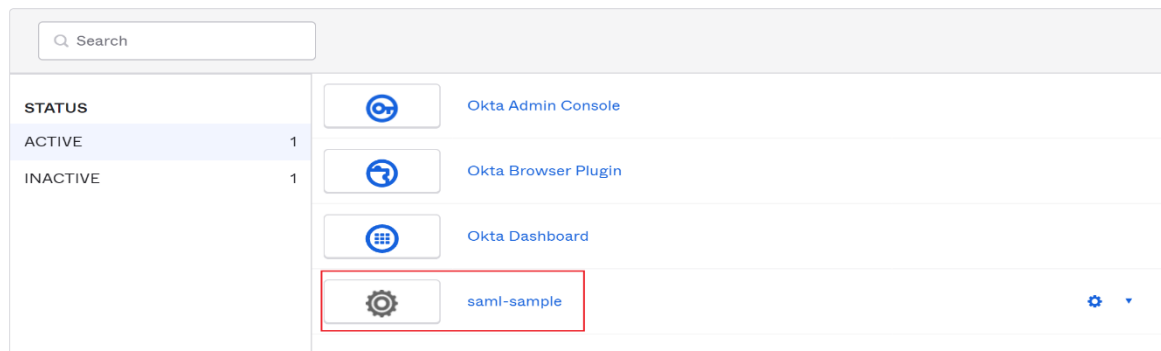 Search
STATUS
ACTIVE 1
INACTIVE 1
Okta Admin Console
Okta Browser Plugin
Okta Dashboard
saml-sample